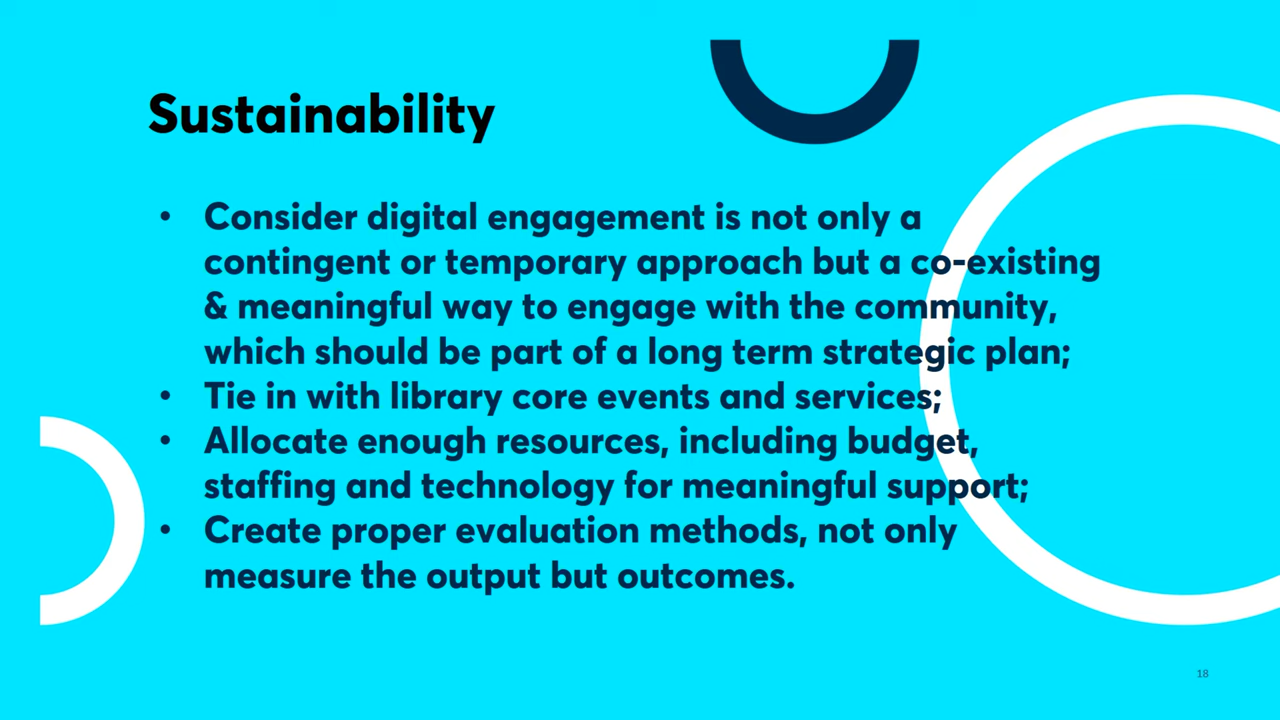 Sustainability
• Consider digital engagement is not only a
contingent or temporary approach but a co-existing
& meaningful way to engage with the community,
which should be part of a long term strategic plan;
• Tie in with library core events and services;
• Allocate enough resources, including budget,
staffing and technology for meaningful support;
• Create proper evaluation methods, not only
measure the output but outcomes.
18